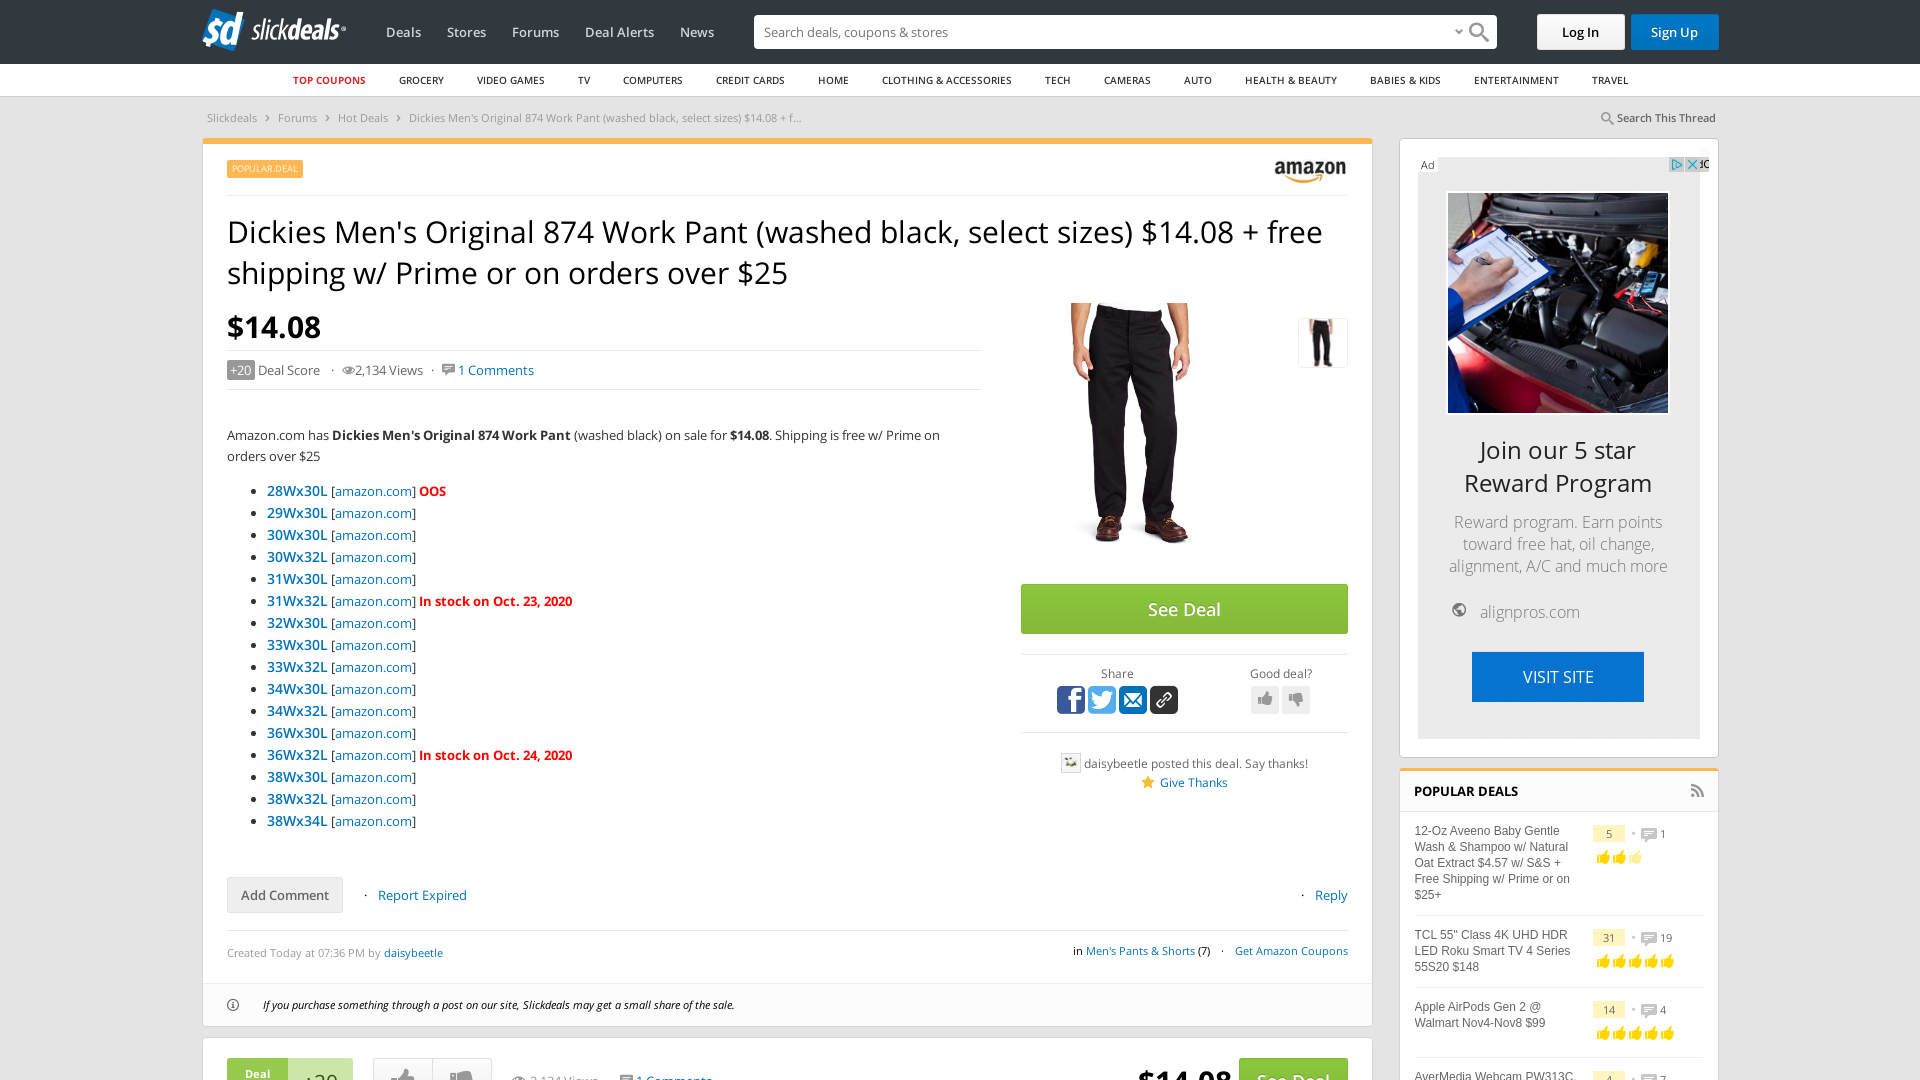 sd slickdeals
Deals Stores Forums Deal Alerts News
Search deals, coupons & stores
Log In Sign Up
TOP COUPONS GROCERY VIDEO GAMES TV COMPUTERS CREDIT CARDS HOME CLOTHING & ACCESSORIES TECH CAMERAS AUTO HEALTH & BEAUTY BABIES & KIDS ENTERTAINMENT TRAVEL
Slickdeals › Forums › Hot Deals › Dickies Men's Original 874 Work Pant (washed black, select sizes) $14.08 + f...
Search This Thread
POPULAR DEAL
amazon
Dickies Men's Original 874 Work Pant (washed black, select sizes) $14.08 + free
shipping w/ Prime or on orders over $25
$14.08
+20 Deal Score · 2,134 Views · 1 Comments
Amazon.com has Dickies Men's Original 874 Work Pant (washed black) on sale for $14.08. Shipping is free w/ Prime on
orders over $25
28Wx30L [amazon.com] OOS
29Wx30L [amazon.com]
30Wx30L [amazon.com]
30Wx32L [amazon.com]
31Wx30L [amazon.com]
31Wx32L [amazon.com] In stock on Oct. 23, 2020
32Wx30L [amazon.com]
33Wx30L [amazon.com]
33Wx32L [amazon.com]
34Wx30L [amazon.com]
34Wx32L [amazon.com]
36Wx30L [amazon.com]
36Wx32L [amazon.com] In stock on Oct. 24, 2020
38Wx30L [amazon.com]
38Wx32L [amazon.com]
38Wx34L [amazon.com]
See Deal
Share
Good deal?
daisybeetle posted this deal. Say thanks!
Give Thanks
Add Comment · Report Expired
· Reply
Created Today at 07:36 PM by daisybeetle
in Men's Pants & Shorts (7) · Get Amazon Coupons
If you purchase something through a post on our site, Slickdeals may get a small share of the sale.
Deal
+20
2,134 Views
1 Comments
$14.08
See Deal
Ad
Join our 5 star
Reward Program
Reward program. Earn points
toward free hat, oil change,
alignment, A/C and much more
alignpros.com
VISIT SITE
POPULAR DEALS
12-Oz Aveeno Baby Gentle
Wash & Shampoo w/ Natural
Oat Extract $4.57 w/ S&S +
Free Shipping w/ Prime or on
$25+
5 • 1
TCL 55" Class 4K UHD HDR
LED Roku Smart TV 4 Series
55S20 $148
31 • 19
Apple AirPods Gen 2 @
Walmart Nov4-Nov8 $99
14 • 4
AverMedia Webcam PW313C,
4 • 7